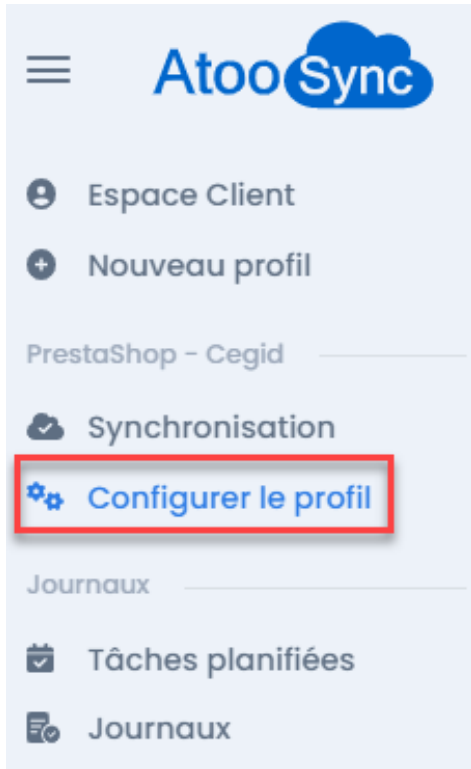 Atoo Sync
Espace Client
Nouveau profil
PrestaShop - Cegid
Synchronisation
Configurer le profil
Journaux
Tâches planifiées
Journaux